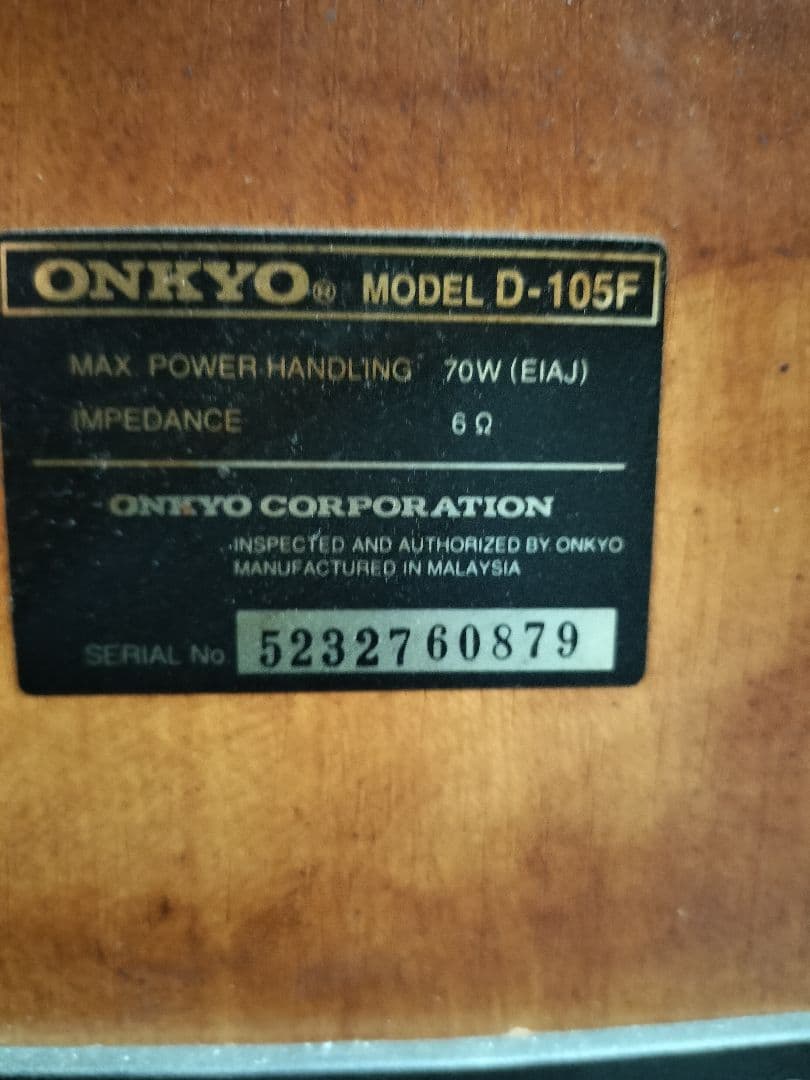 ONKYO® MODEL D-105F
MAX. POWER HANDLING 70W (EIAJ)
IMPEDANCE 6 Ω
ONKYO CORPORATION
INSPECTED AND AUTHORIZED BY ONKYO
MANUFACTURED IN MALAYSIA
SERIAL No. 5232760879